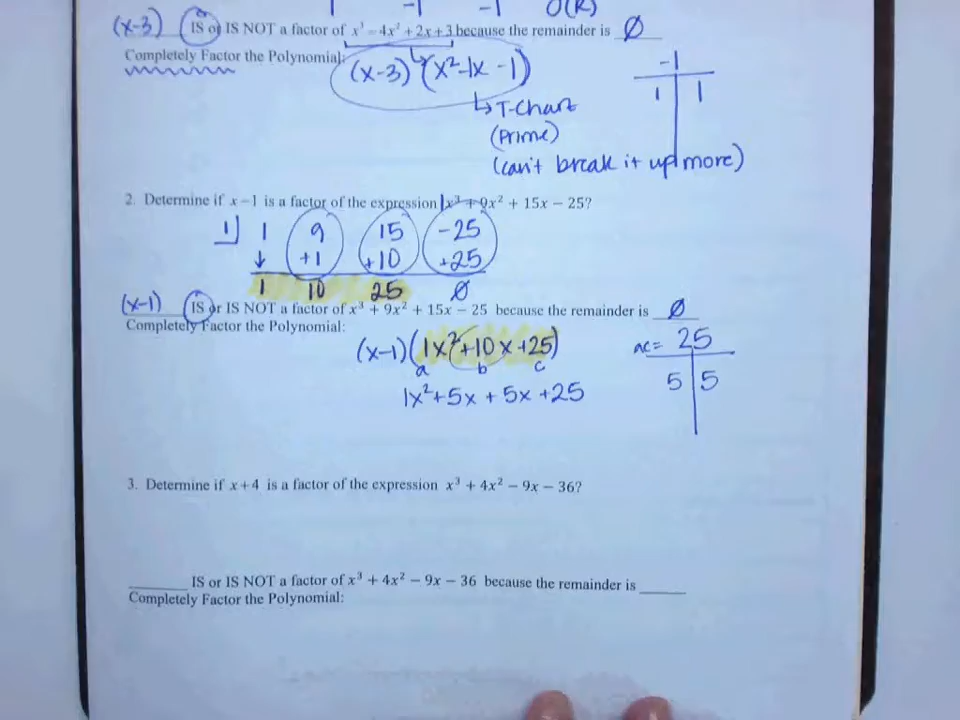 1 -1 -1 0(R)
(x-3) IS or IS NOT a factor of x³ - 4x² + 2x + 3 because the remainder is ∅
Completely Factor the Polynomial: (x-3)(x²-1x-1)
-1
1 1
↳ T-Chart
(Prime)
(can't break it up more)
2. Determine if x-1 is a factor of the expression x³ + 9x² + 15x - 25?
1 1 9 15 -25
↓ +1 +10 +25
1 10 25 ∅
(x-1) IS or IS NOT a factor of x³ + 9x² + 15x - 25 because the remainder is ∅
Completely Factor the Polynomial:
(x-1)(1x²+10x+25)
a b c
ac= 25
5 5
1x²+5x + 5x +25
3. Determine if x+4 is a factor of the expression x³ + 4x² - 9x - 36?
______ IS or IS NOT a factor of x³ + 4x² - 9x - 36 because the remainder is _____
Completely Factor the Polynomial: